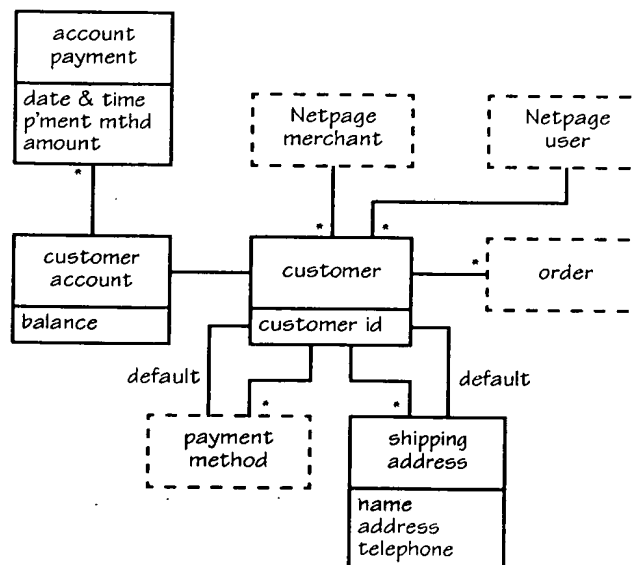 account
payment
date & time
p'ment mthd
amount
*
Netpage
merchant
*
Netpage
user
*
customer
account
balance
customer
customer id
*
order
default
*
payment
method
*
default
shipping
address
name
address
telephone